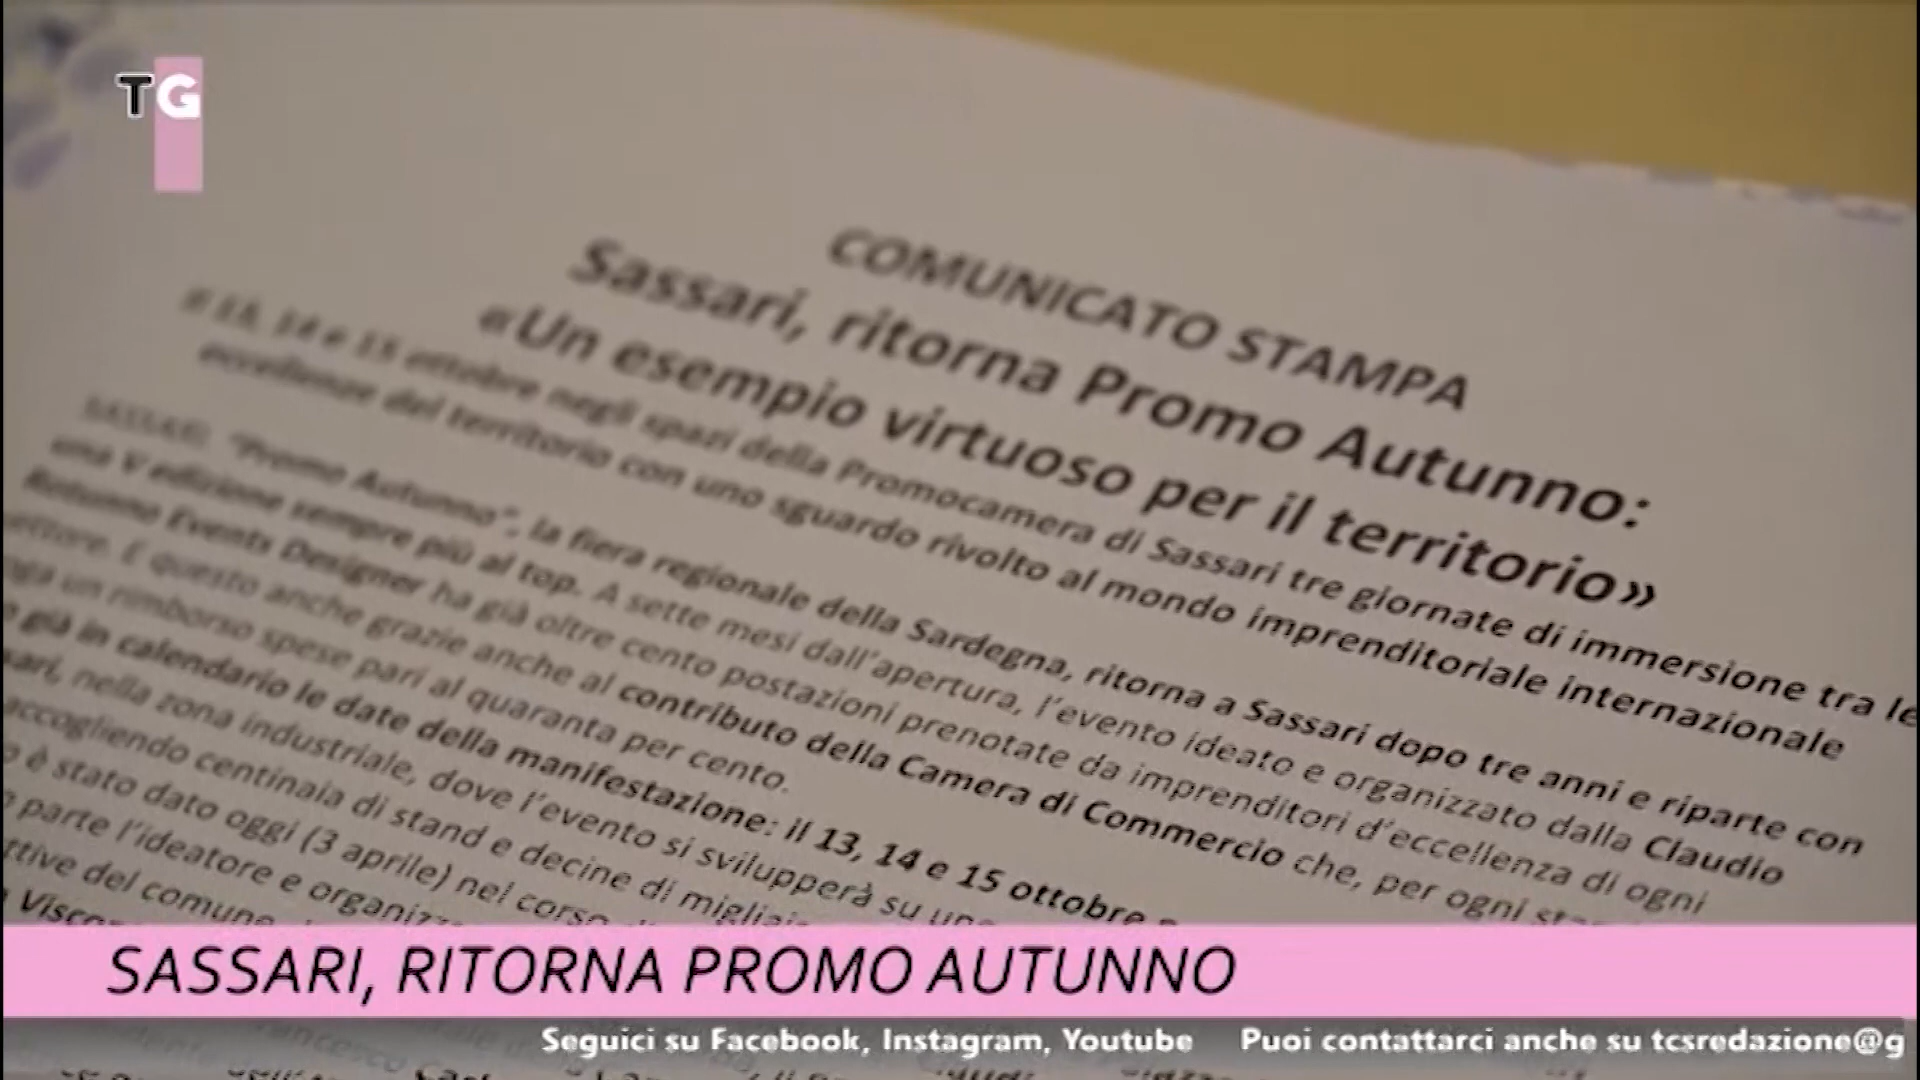 TG
COMUNICATO STAMPA
Sassari, ritorna Promo Autunno:
«Un esempio virtuoso per il territorio»
Il 13, 14 e 15 ottobre negli spazi della Promocamera di Sassari tre giornate di immersione tra le
eccellenze del territorio con uno sguardo rivolto al mondo imprenditoriale internazionale
SASSARI. "Promo Autunno", la fiera regionale della Sardegna, ritorna a Sassari dopo tre anni e riparte con
una V edizione sempre più al top. A sette mesi dall'apertura, l'evento ideato e organizzato dalla Claudio
Rotunno Events Designer ha già oltre cento postazioni prenotate da imprenditori d'eccellenza di ogni
settore. E questo anche grazie anche al contributo della Camera di Commercio che, per ogni
un rimborso spese pari al quaranta per cento.
già in calendario le date della manifestazione: il 13, 14 e 15 ottobre
nella zona industriale, dove l'evento si svilupperà su
accogliendo centinaia di stand e decine di
è stato dato oggi (3 aprile) nel corso
parte l'ideatore e
del comune
SASSARI, RITORNA PROMO AUTUNNO
Seguici su Facebook, Instagram, Youtube Puoi contattarci anche su tcsredazione@g